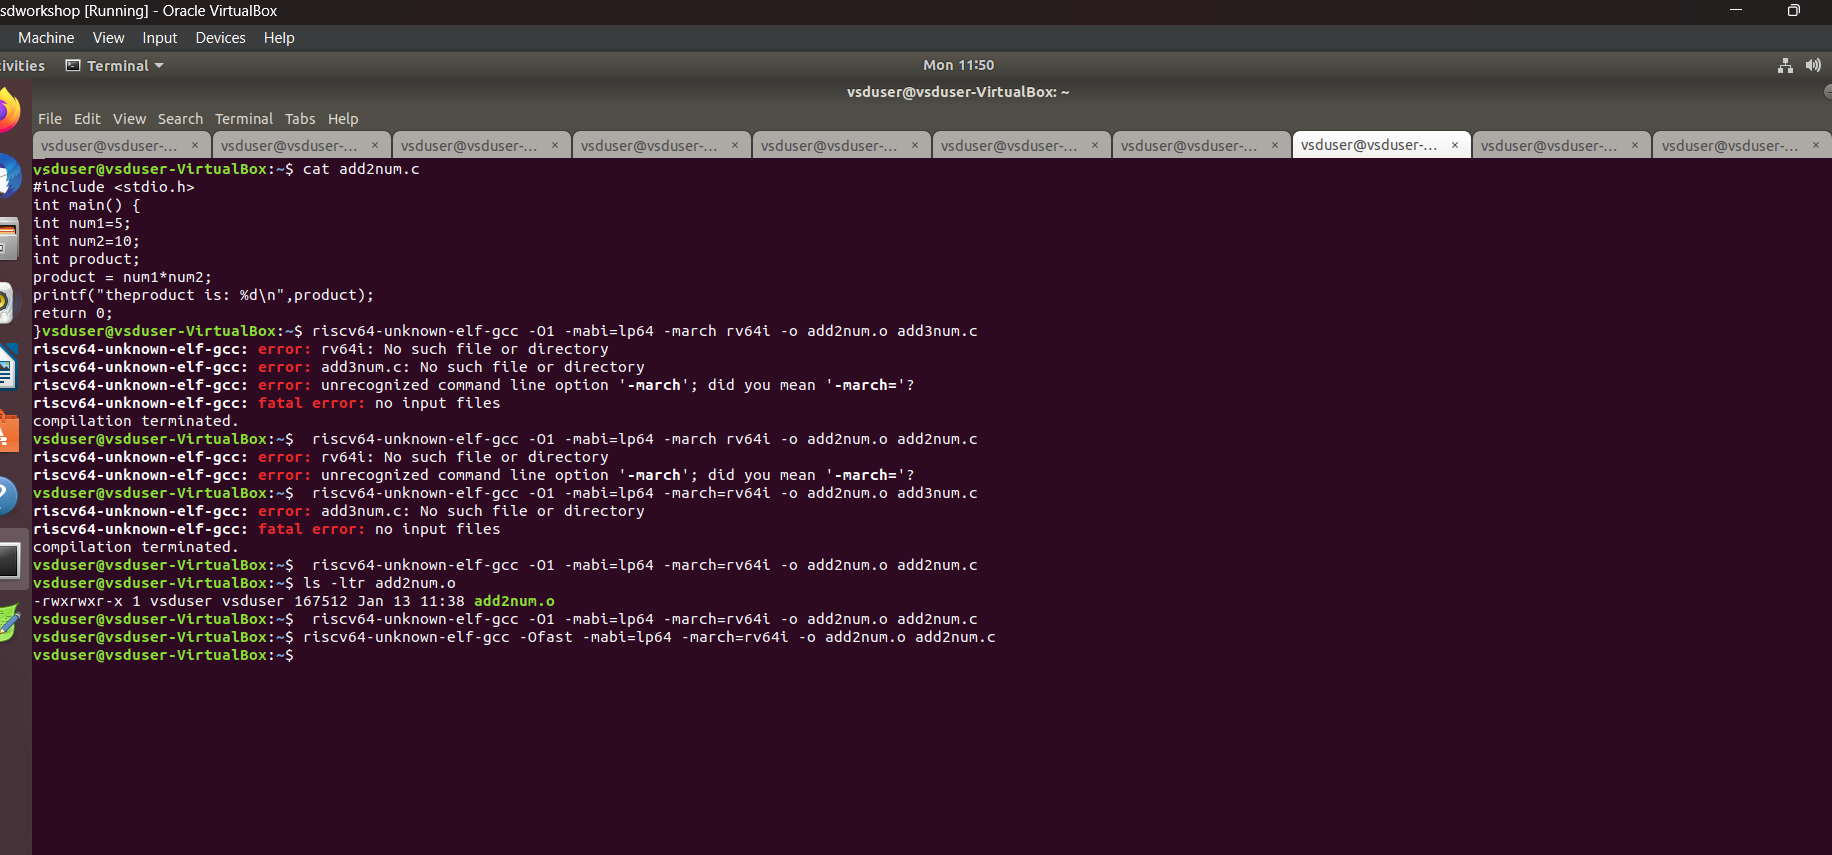 sdworkshop [Running] - Oracle VirtualBox
Machine View Input Devices Help
ivities Terminal Mon 11:50
vsduser@vsduser-VirtualBox: ~
File Edit View Search Terminal Tabs Help
vsduser@vsduser-... × vsduser@vsduser-... × vsduser@vsduser-... × vsduser@vsduser-... × vsduser@vsduser-... × vsduser@vsduser-... × vsduser@vsduser-... × vsduser@vsduser-... × vsduser@vsduser-... × vsduser@vsduser-... ×
vsduser@vsduser-VirtualBox:~$ cat add2num.c
#include <stdio.h>
int main() {
int num1=5;
int num2=10;
int product;
product = num1*num2;
printf("theproduct is: %d\n",product);
return 0;
}vsduser@vsduser-VirtualBox:~$ riscv64-unknown-elf-gcc -O1 -mabi=lp64 -march rv64i -o add2num.o add3num.c
riscv64-unknown-elf-gcc: error: rv64i: No such file or directory
riscv64-unknown-elf-gcc: error: add3num.c: No such file or directory
riscv64-unknown-elf-gcc: error: unrecognized command line option '-march'; did you mean '-march='?
riscv64-unknown-elf-gcc: fatal error: no input files
compilation terminated.
vsduser@vsduser-VirtualBox:~$  riscv64-unknown-elf-gcc -O1 -mabi=lp64 -march rv64i -o add2num.o add2num.c
riscv64-unknown-elf-gcc: error: rv64i: No such file or directory
riscv64-unknown-elf-gcc: error: unrecognized command line option '-march'; did you mean '-march='?
vsduser@vsduser-VirtualBox:~$  riscv64-unknown-elf-gcc -O1 -mabi=lp64 -march=rv64i -o add2num.o add3num.c
riscv64-unknown-elf-gcc: error: add3num.c: No such file or directory
riscv64-unknown-elf-gcc: fatal error: no input files
compilation terminated.
vsduser@vsduser-VirtualBox:~$  riscv64-unknown-elf-gcc -O1 -mabi=lp64 -march=rv64i -o add2num.o add2num.c
vsduser@vsduser-VirtualBox:~$ ls -ltr add2num.o
-rwxrwxr-x 1 vsduser vsduser 167512 Jan 13 11:38 add2num.o
vsduser@vsduser-VirtualBox:~$  riscv64-unknown-elf-gcc -O1 -mabi=lp64 -march=rv64i -o add2num.o add2num.c
vsduser@vsduser-VirtualBox:~$ riscv64-unknown-elf-gcc -Ofast -mabi=lp64 -march=rv64i -o add2num.o add2num.c
vsduser@vsduser-VirtualBox:~$